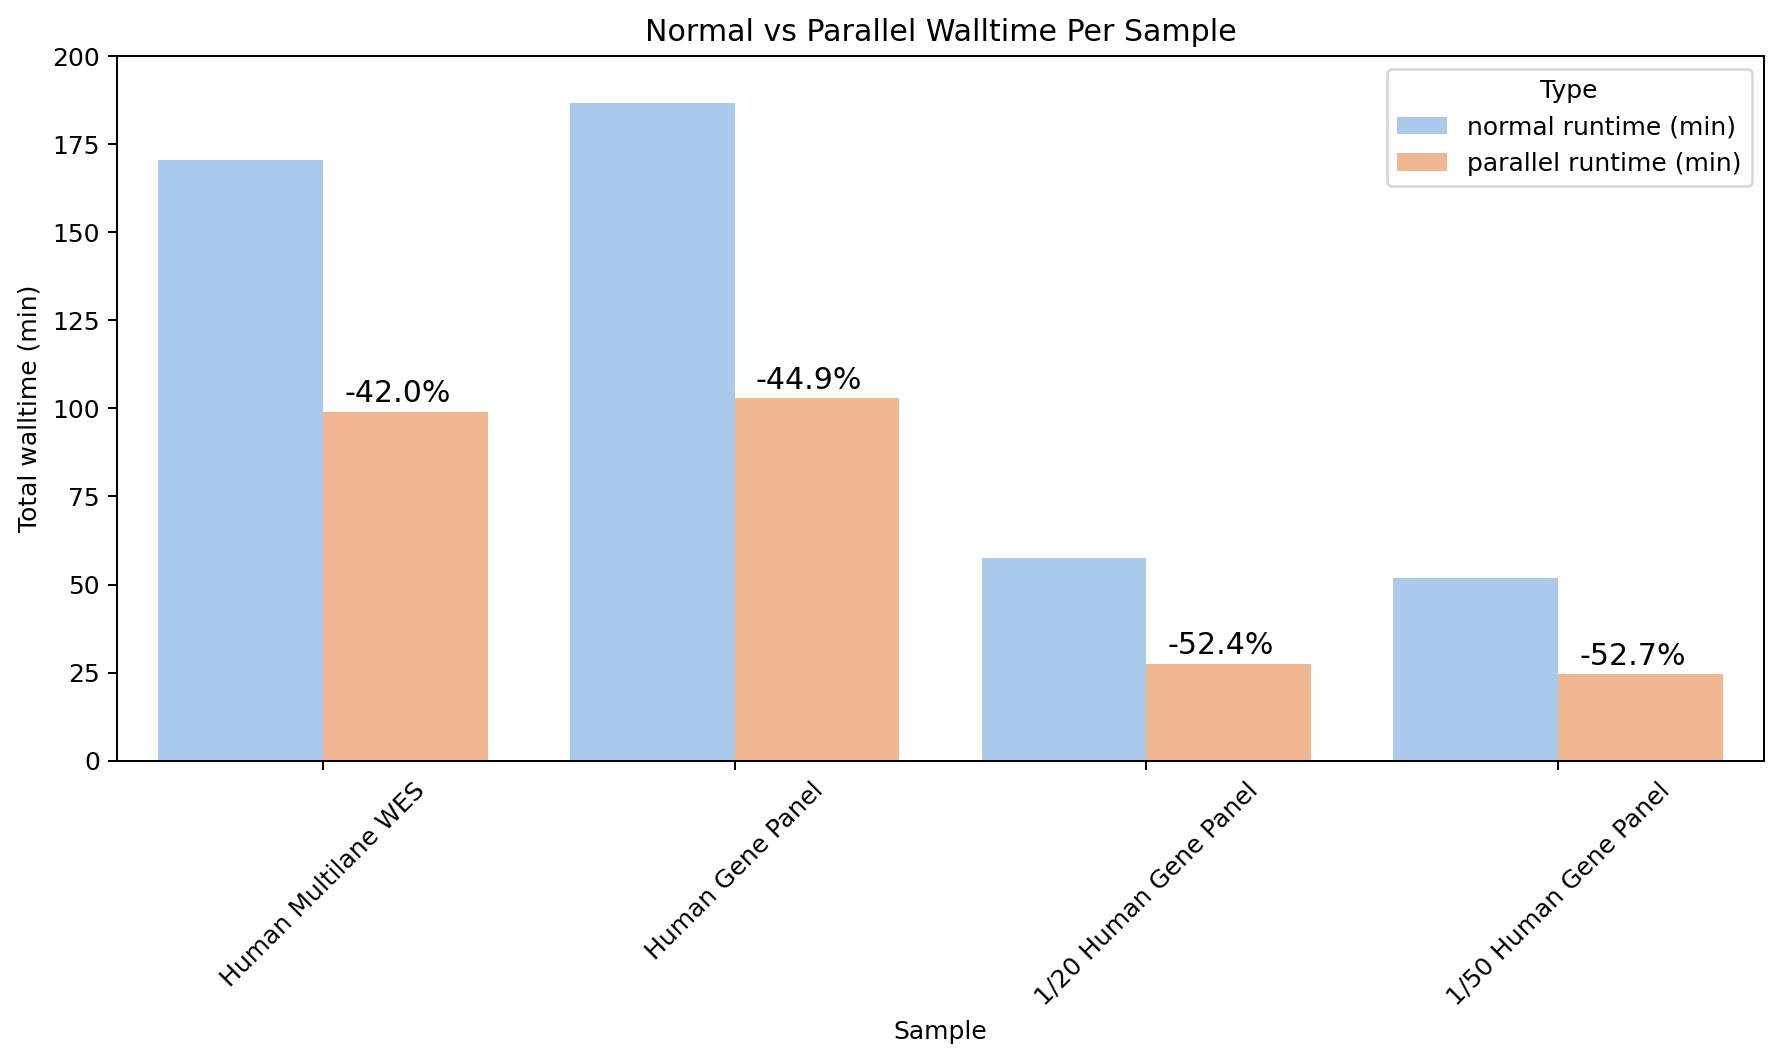 Normal vs Parallel Walltime Per Sample
Type
normal runtime (min)
parallel runtime (min)
Total walltime (min)
200
175
150
125
100
75
50
25
0
-42.0%
-44.9%
-52.4%
-52.7%
Human Multilane WES
Human Gene Panel
1/20 Human Gene Panel
1/50 Human Gene Panel
Sample